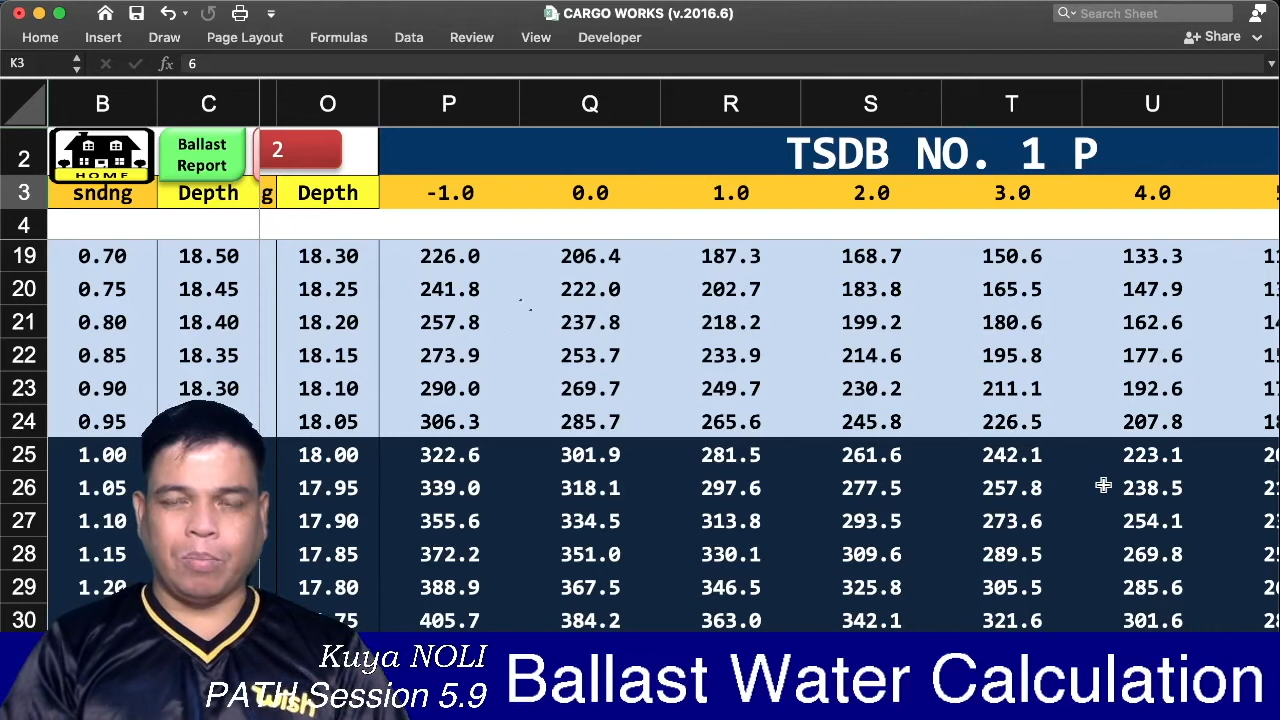 CARGO WORKS (v.2016.6)
Search Sheet
Home Insert Draw Page Layout Formulas Data Review View Developer
Share
K3 fx 6
B C O P Q R S T U
2 HOME Ballast Report 2 TSDB NO. 1 P
3 sndng Depth g Depth -1.0 0.0 1.0 2.0 3.0 4.0
4
19 0.70 18.50 18.30 226.0 206.4 187.3 168.7 150.6 133.3
20 0.75 18.45 18.25 241.8 222.0 202.7 183.8 165.5 147.9
21 0.80 18.40 18.20 257.8 237.8 218.2 199.2 180.6 162.6
22 0.85 18.35 18.15 273.9 253.7 233.9 214.6 195.8 177.6
23 0.90 18.30 18.10 290.0 269.7 249.7 230.2 211.1 192.6
24 0.95 18.05 306.3 285.7 265.6 245.8 226.5 207.8
25 1.00 18.00 322.6 301.9 281.5 261.6 242.1 223.1
26 1.05 17.95 339.0 318.1 297.6 277.5 257.8 238.5
27 1.10 17.90 355.6 334.5 313.8 293.5 273.6 254.1
28 1.15 17.85 372.2 351.0 330.1 309.6 289.5 269.8
29 1.20 17.80 388.9 367.5 346.5 325.8 305.5 285.6
30 .75 405.7 384.2 363.0 342.1 321.6 301.6
Kuya NOLI
PATH Session 5.9
Ballast Water Calculation
wish